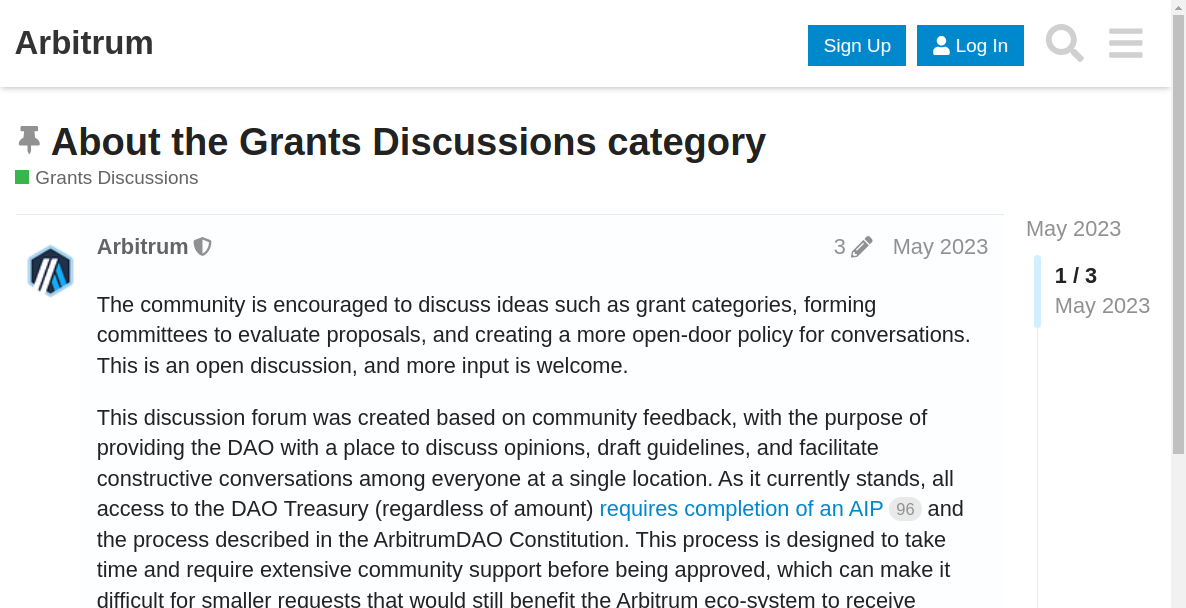 Arbitrum
Sign Up
Log In
About the Grants Discussions category
Grants Discussions
Arbitrum
3
May 2023
The community is encouraged to discuss ideas such as grant categories, forming
committees to evaluate proposals, and creating a more open-door policy for conversations.
This is an open discussion, and more input is welcome.
This discussion forum was created based on community feedback, with the purpose of
providing the DAO with a place to discuss opinions, draft guidelines, and facilitate
constructive conversations among everyone at a single location. As it currently stands, all
access to the DAO Treasury (regardless of amount) requires completion of an AIP 96 and
the process described in the ArbitrumDAO Constitution. This process is designed to take
time and require extensive community support before being approved, which can make it
difficult for smaller requests that would still benefit the Arbitrum eco-system to receive
May 2023
1 / 3
May 2023